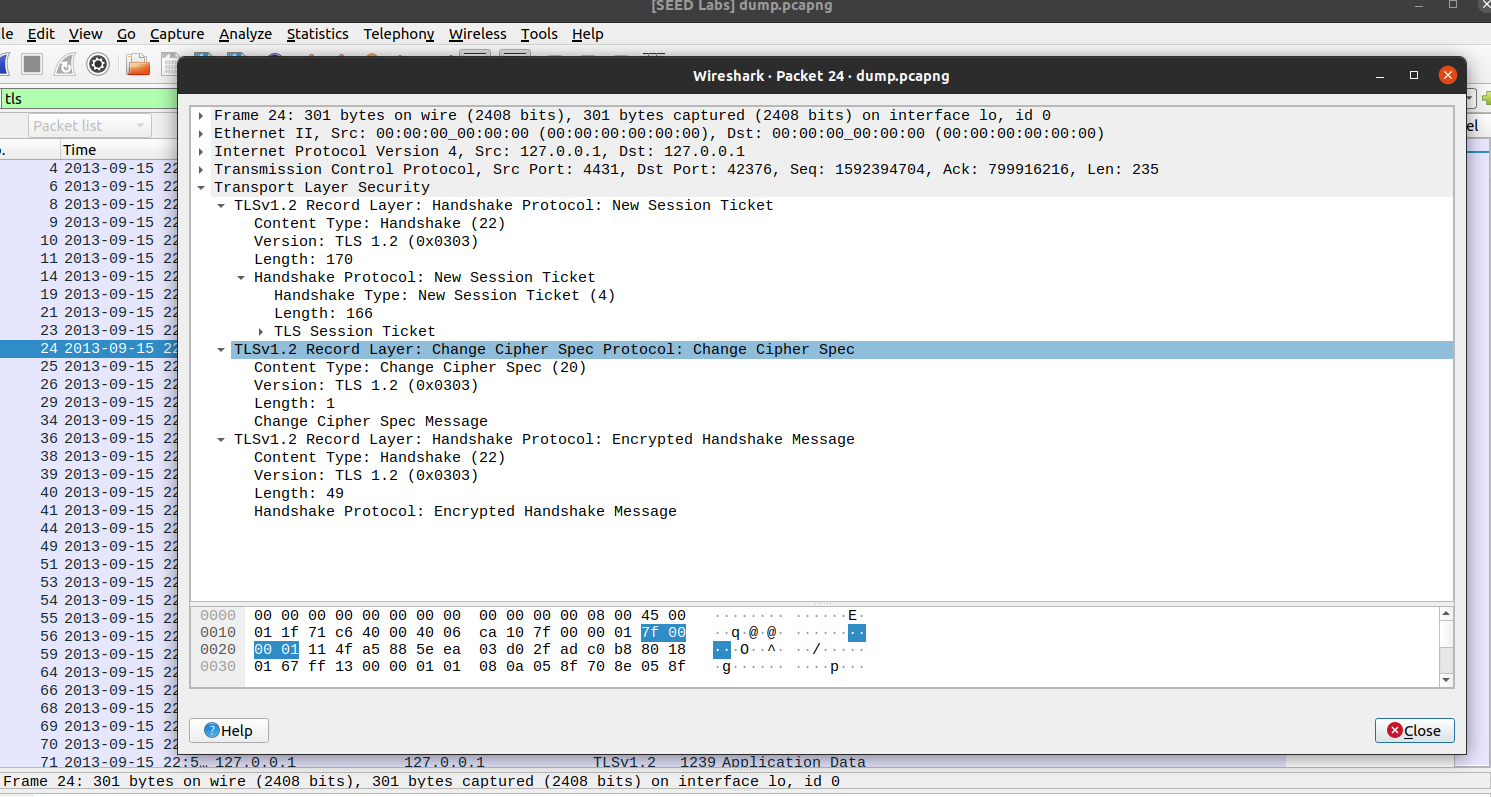 [SEED Labs] dump.pcapng
le Edit View Go Capture Analyze Statistics Telephony Wireless Tools Help
Wireshark · Packet 24 · dump.pcapng
tls
Packet list
Time
4 2013-09-15 22
6 2013-09-15 22
8 2013-09-15 22
9 2013-09-15 22
10 2013-09-15 22
11 2013-09-15 22
14 2013-09-15 22
19 2013-09-15 22
21 2013-09-15 22
23 2013-09-15 22
24 2013-09-15 22
25 2013-09-15 22
26 2013-09-15 22
29 2013-09-15 22
34 2013-09-15 22
36 2013-09-15 22
38 2013-09-15 22
39 2013-09-15 22
40 2013-09-15 22
41 2013-09-15 22
44 2013-09-15 22
49 2013-09-15 22
51 2013-09-15 22
53 2013-09-15 22
54 2013-09-15 22
55 2013-09-15 22
56 2013-09-15 22
59 2013-09-15 22
64 2013-09-15 22
66 2013-09-15 22
68 2013-09-15 22
69 2013-09-15 22
70 2013-09-15 22
71 2013-09-15 22:5… 127.0.0.1 127.0.0.1 TLSv1.2 1239 Application Data
Frame 24: 301 bytes on wire (2408 bits), 301 bytes captured (2408 bits) on interface lo, id 0
Ethernet II, Src: 00:00:00_00:00:00 (00:00:00:00:00:00), Dst: 00:00:00_00:00:00 (00:00:00:00:00:00)
Internet Protocol Version 4, Src: 127.0.0.1, Dst: 127.0.0.1
Transmission Control Protocol, Src Port: 4431, Dst Port: 42376, Seq: 1592394704, Ack: 799916216, Len: 235
Transport Layer Security
TLSv1.2 Record Layer: Handshake Protocol: New Session Ticket
Content Type: Handshake (22)
Version: TLS 1.2 (0x0303)
Length: 170
Handshake Protocol: New Session Ticket
Handshake Type: New Session Ticket (4)
Length: 166
TLS Session Ticket
TLSv1.2 Record Layer: Change Cipher Spec Protocol: Change Cipher Spec
Content Type: Change Cipher Spec (20)
Version: TLS 1.2 (0x0303)
Length: 1
Change Cipher Spec Message
TLSv1.2 Record Layer: Handshake Protocol: Encrypted Handshake Message
Content Type: Handshake (22)
Version: TLS 1.2 (0x0303)
Length: 49
Handshake Protocol: Encrypted Handshake Message
0000 00 00 00 00 00 00 00 00 00 00 00 00 08 00 45 00 ········ ······E·
0010 01 1f 71 c6 40 00 40 06 ca 10 7f 00 00 01 7f 00 ··q·@·@· ········
0020 00 01 11 4f a5 88 5e ea 03 d0 2f ad c0 b8 80 18 ···O··^· ··/·····
0030 01 67 ff 13 00 00 01 01 08 0a 05 8f 70 8e 05 8f ·g······ ····p···
Help
Close
el
Frame 24: 301 bytes on wire (2408 bits), 301 bytes captured (2408 bits) on interface lo, id 0